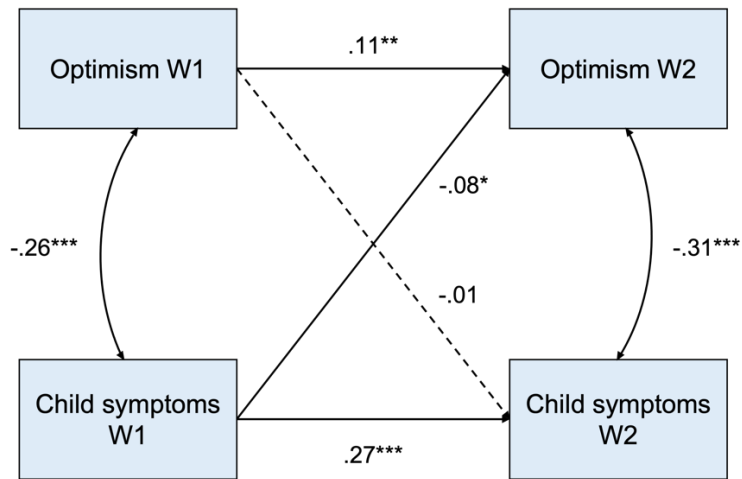 .11**
Optimism W1
Optimism W2
-.08*
-.26***
-.31***
-.01
Child symptoms
W1
Child symptoms
W2
.27***